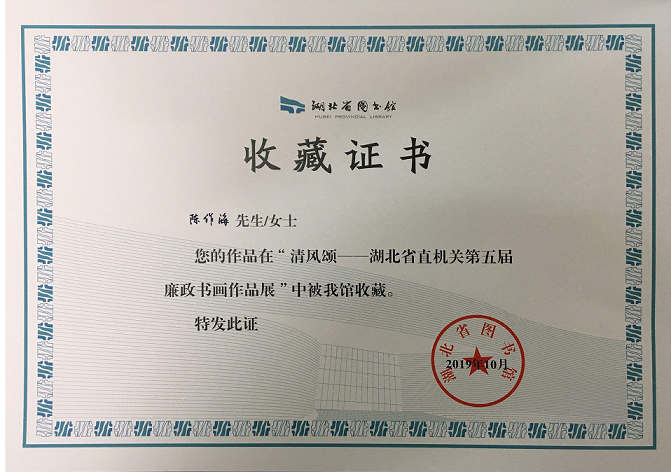 湖北省图书馆
HUBEI PROVINCIAL LIBRARY
收藏证书
陈作海 先生/女士
您的作品在“清风颂——湖北省直机关第五届
廉政书画作品展”中被我馆收藏。
特发此证
湖北省图书馆
2019年10月